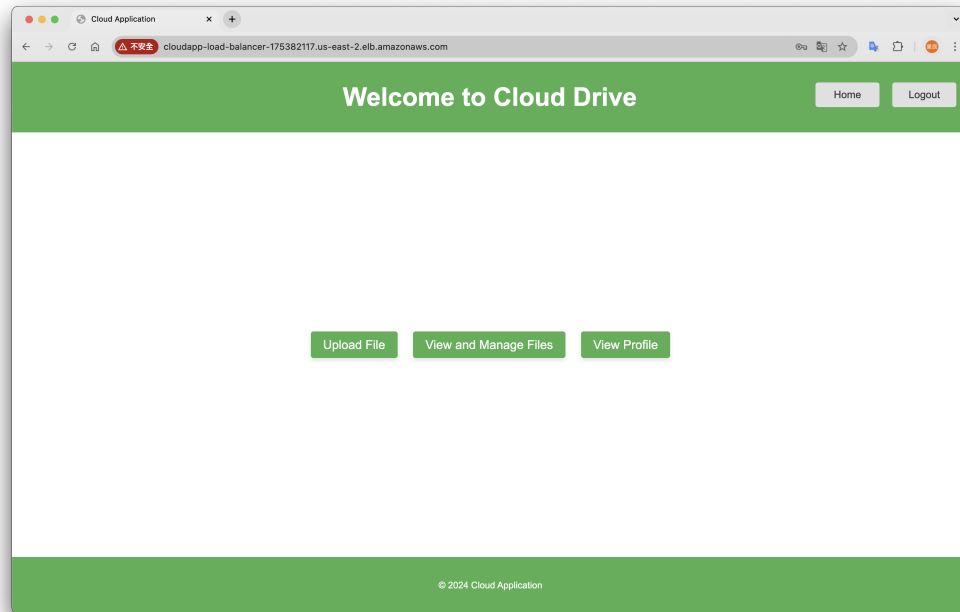 Cloud Application
不安全 cloudapp-load-balancer-175382117.us-east-2.elb.amazonaws.com
Welcome to Cloud Drive
Home Logout
Upload File View and Manage Files View Profile
© 2024 Cloud Application